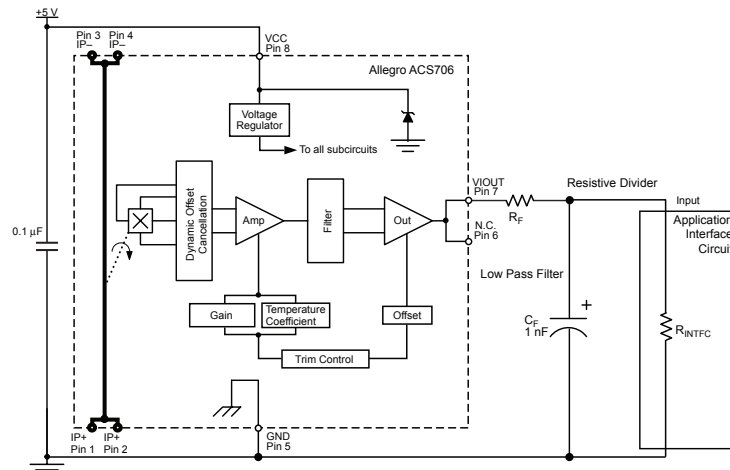 +5 V
Pin 3 Pin 4
IP– IP–
VCC
Pin 8
Allegro ACS706
Voltage
Regulator
To all subcircuits
0.1 µF
Dynamic Offset
Cancellation
Amp
Filter
Out
VIOUT
Pin 7
N.C.
Pin 6
RF
Resistive Divider
Input
Application
Interface
Circuit
Low Pass Filter
CF
1 nF
+
RINTFC
Gain
Temperature
Coefficient
Offset
Trim Control
IP+ IP+
Pin 1 Pin 2
GND
Pin 5